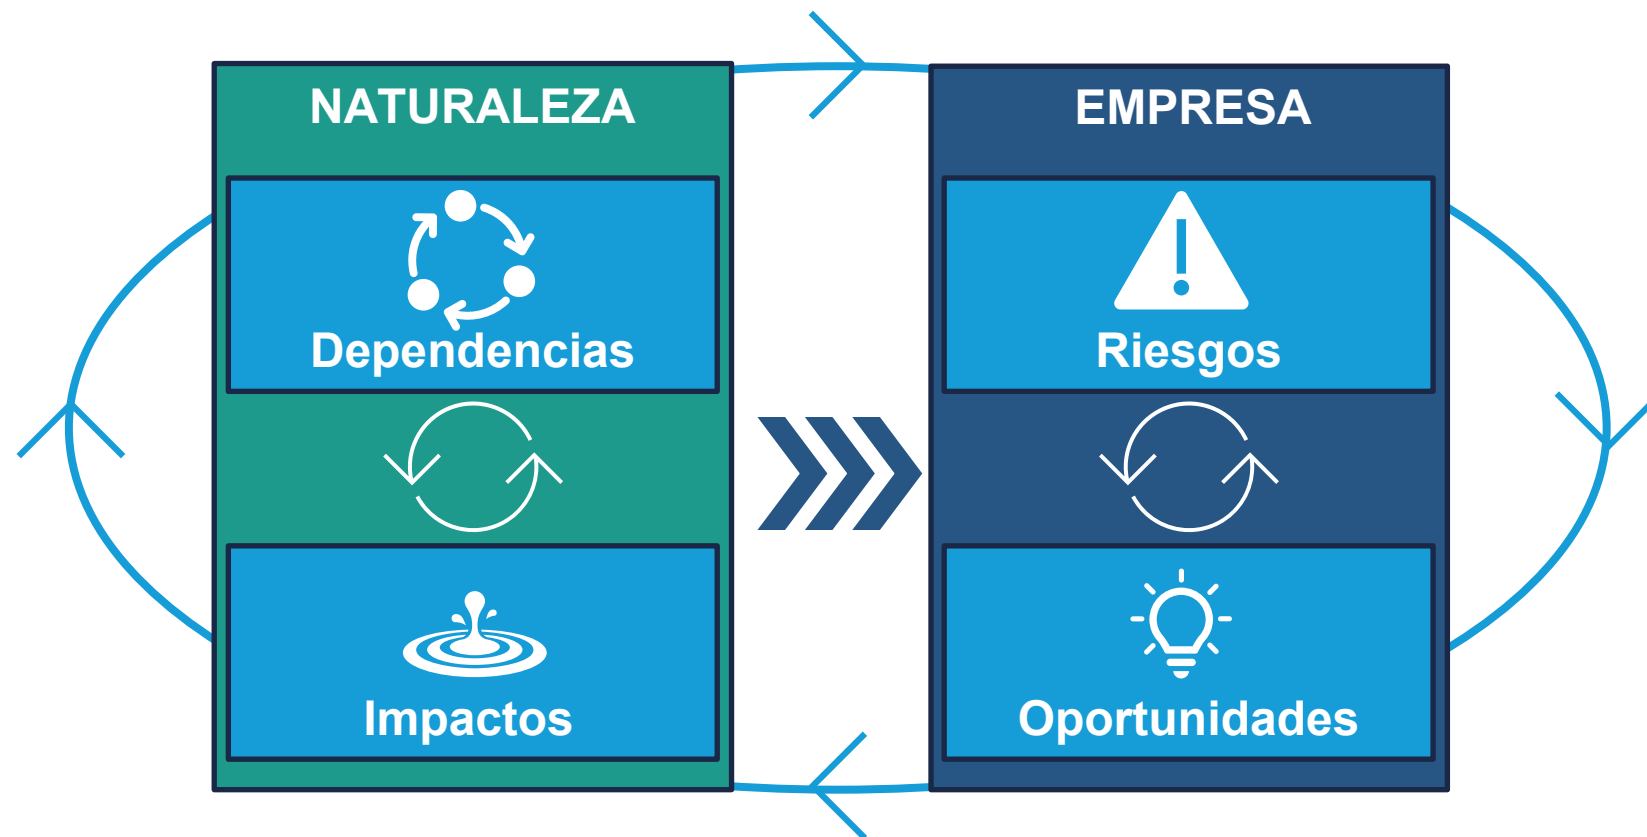 NATURALEZA
Dependencias
Impactos
EMPRESA
Riesgos
Oportunidades